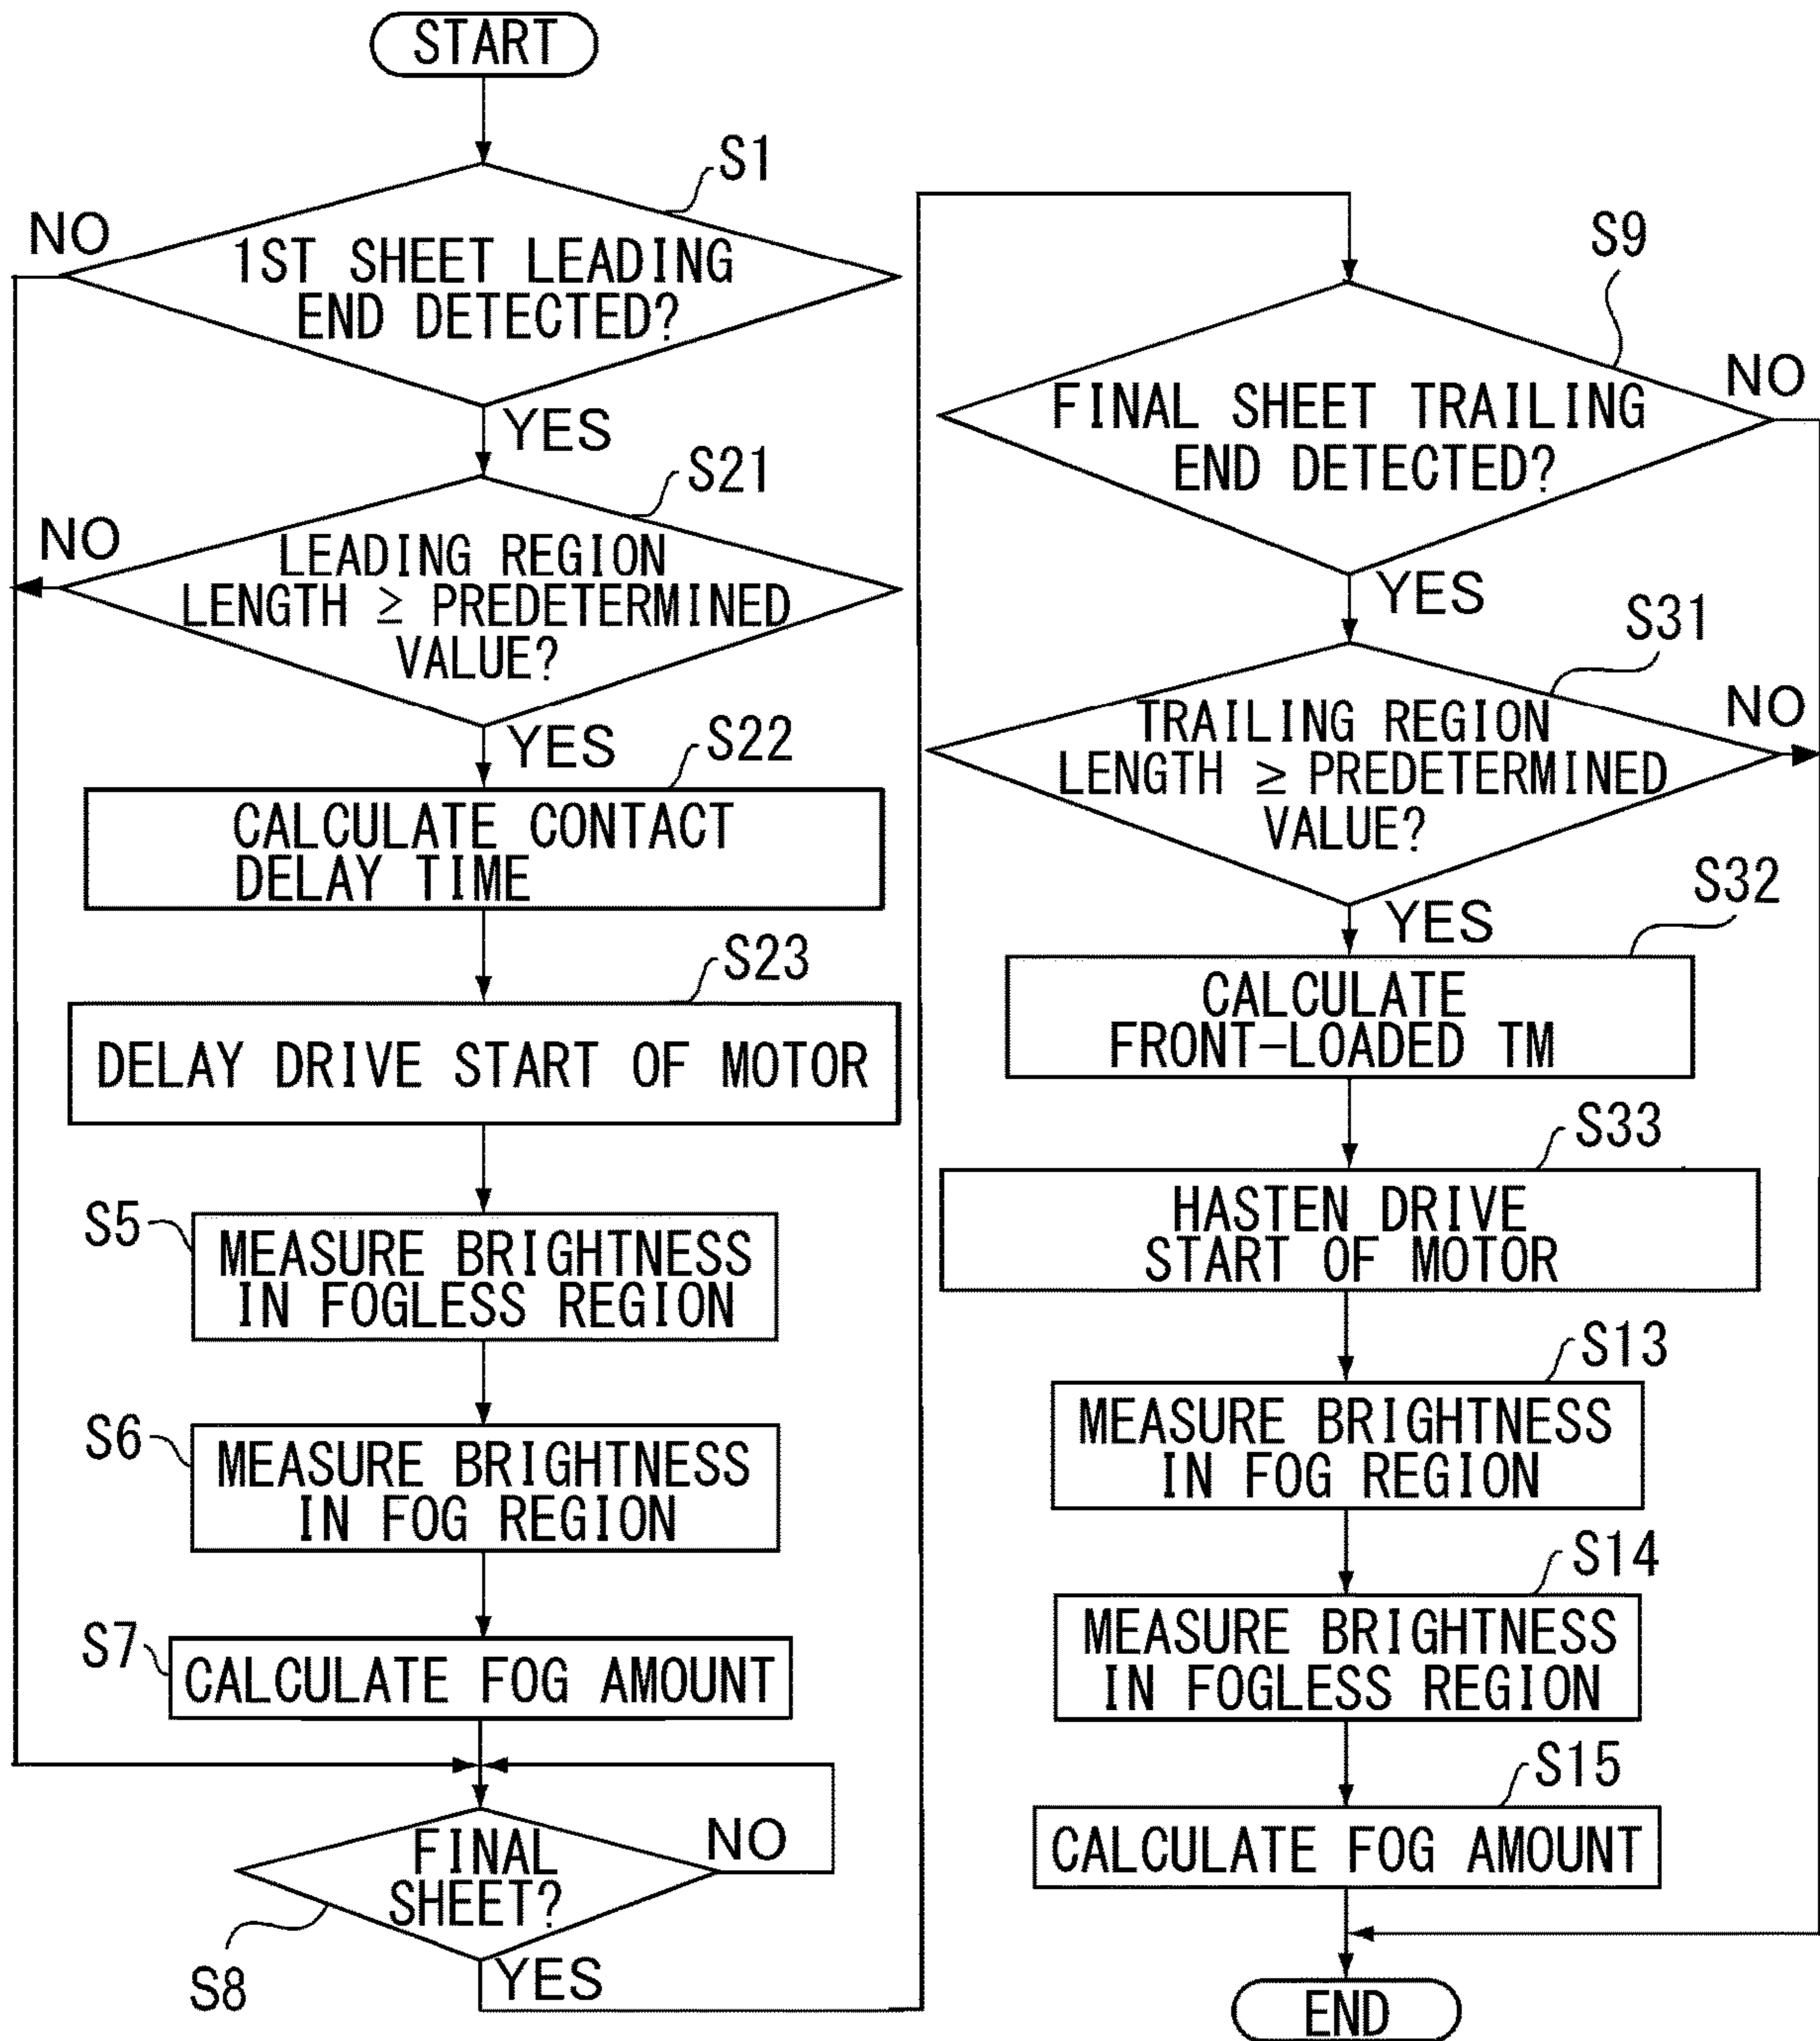 START
S1
NO
1ST SHEET LEADING
END DETECTED?
YES
S21
NO
LEADING REGION
LENGTH ≥ PREDETERMINED
VALUE?
YES
S22
CALCULATE CONTACT
DELAY TIME
S23
DELAY DRIVE START OF MOTOR
S5
MEASURE BRIGHTNESS
IN FOGLESS REGION
S6
MEASURE BRIGHTNESS
IN FOG REGION
S7
CALCULATE FOG AMOUNT
FINAL
SHEET?
NO
S8
YES
S9
NO
FINAL SHEET TRAILING
END DETECTED?
YES
S31
NO
TRAILING REGION
LENGTH ≥ PREDETERMINED
VALUE?
YES
S32
CALCULATE
FRONT-LOADED TM
S33
HASTEN DRIVE
START OF MOTOR
S13
MEASURE BRIGHTNESS
IN FOG REGION
S14
MEASURE BRIGHTNESS
IN FOGLESS REGION
S15
CALCULATE FOG AMOUNT
END